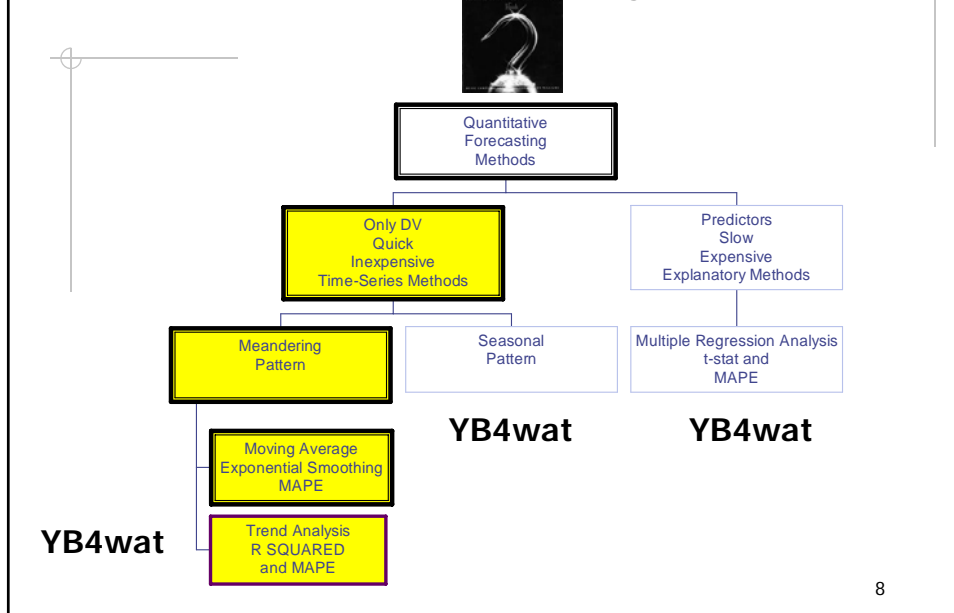 Quantitative
Forecasting
Methods
Only DV
Quick
Inexpensive
Time-Series Methods
Predictors
Slow
Expensive
Explanatory Methods
Meandering
Pattern
Seasonal
Pattern
Multiple Regression Analysis
t-stat and
MAPE
YB4wat
YB4wat
Moving Average
Exponential Smoothing
MAPE
YB4wat
Trend Analysis
R SQUARED
and MAPE
8